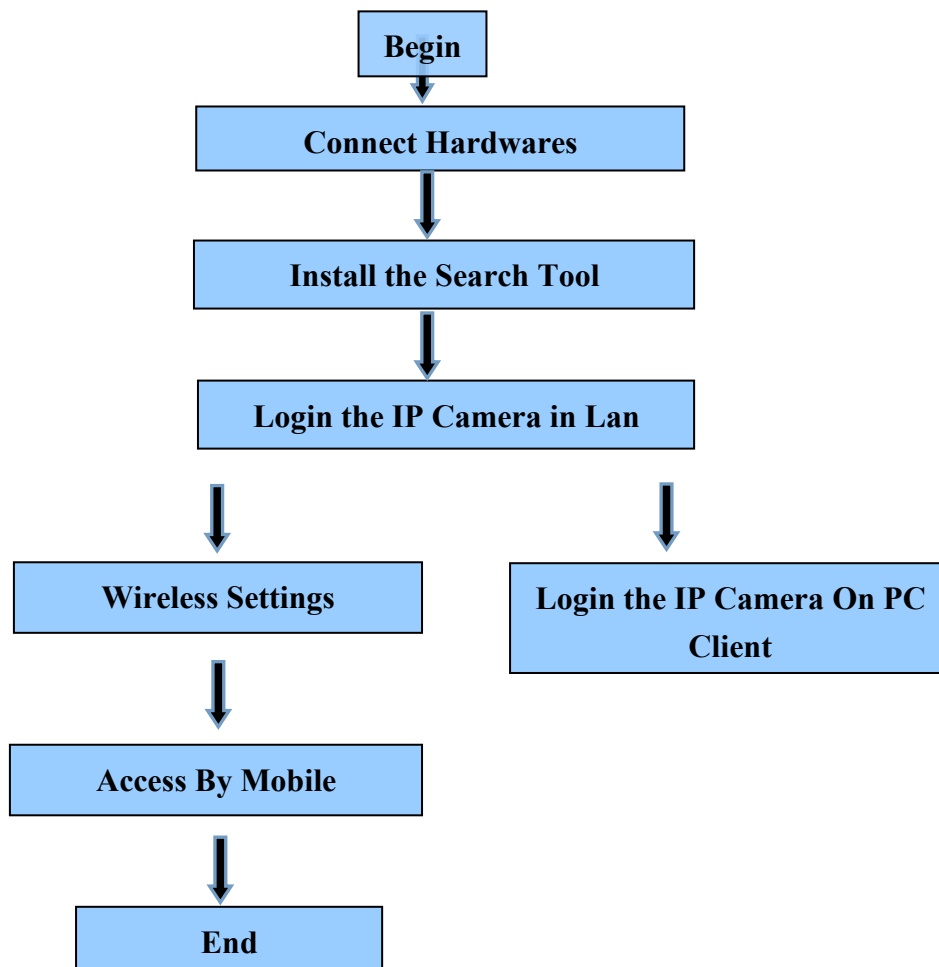 Begin
Connect Hardwares
Install the Search Tool
Login the IP Camera in Lan
Wireless Settings
Login the IP Camera On PC
Client
Access By Mobile
End